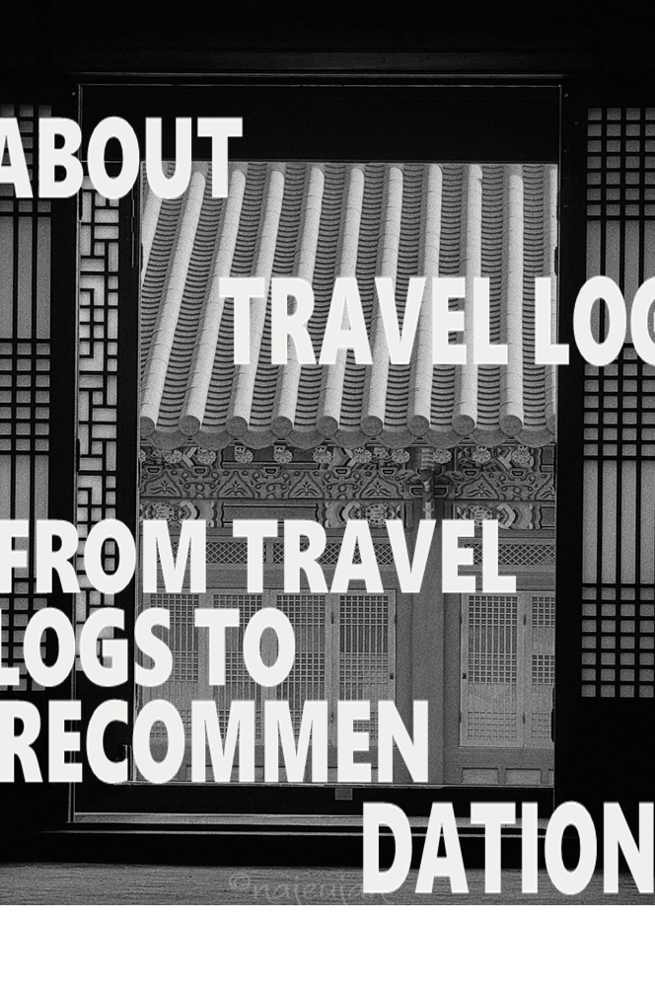 ABOUT
TRAVEL LOG
FROM TRAVEL
LOGS TO
RECOMMEN
DATION